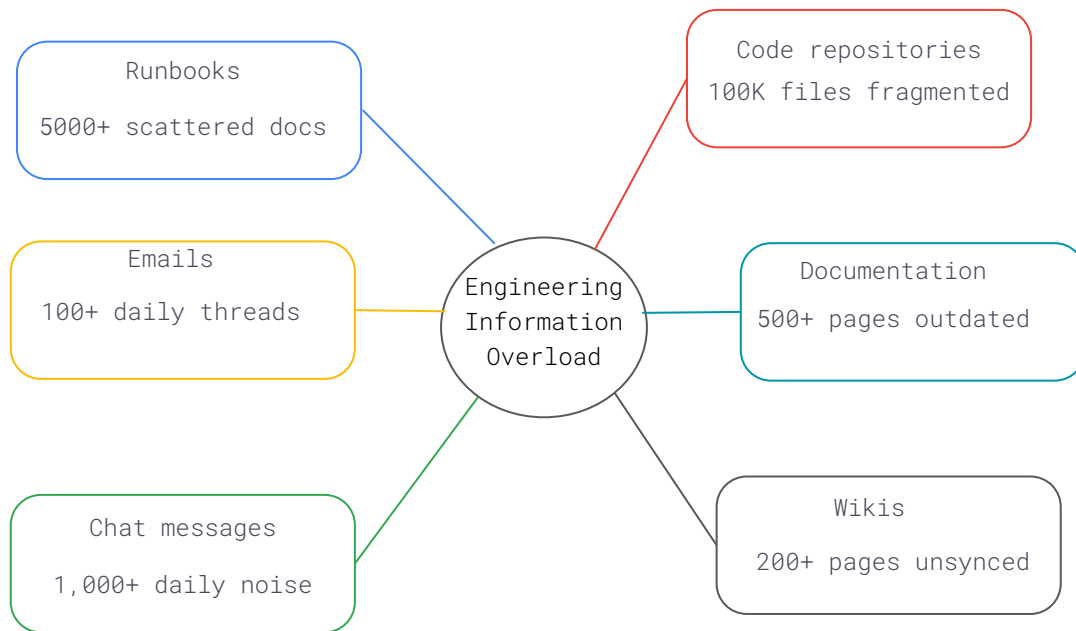 Runbooks
5000+ scattered docs
Code repositories
100K files fragmented
Emails
100+ daily threads
Engineering
Information
Overload
Documentation
500+ pages outdated
Chat messages
1,000+ daily noise
Wikis
200+ pages unsynced